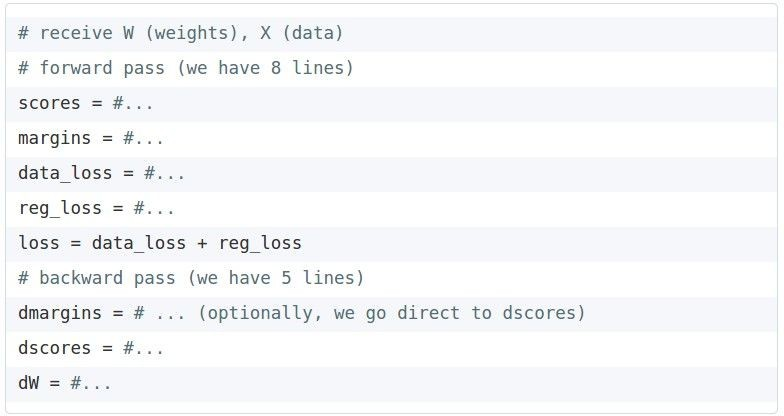 # receive W (weights), X (data)
# forward pass (we have 8 lines)
scores = #...
margins = #...
data_loss = #...
reg_loss = #...
loss = data_loss + reg_loss
# backward pass (we have 5 lines)
dmargins = # ... (optionally, we go direct to dscores)
dscores = #...
dW = #...